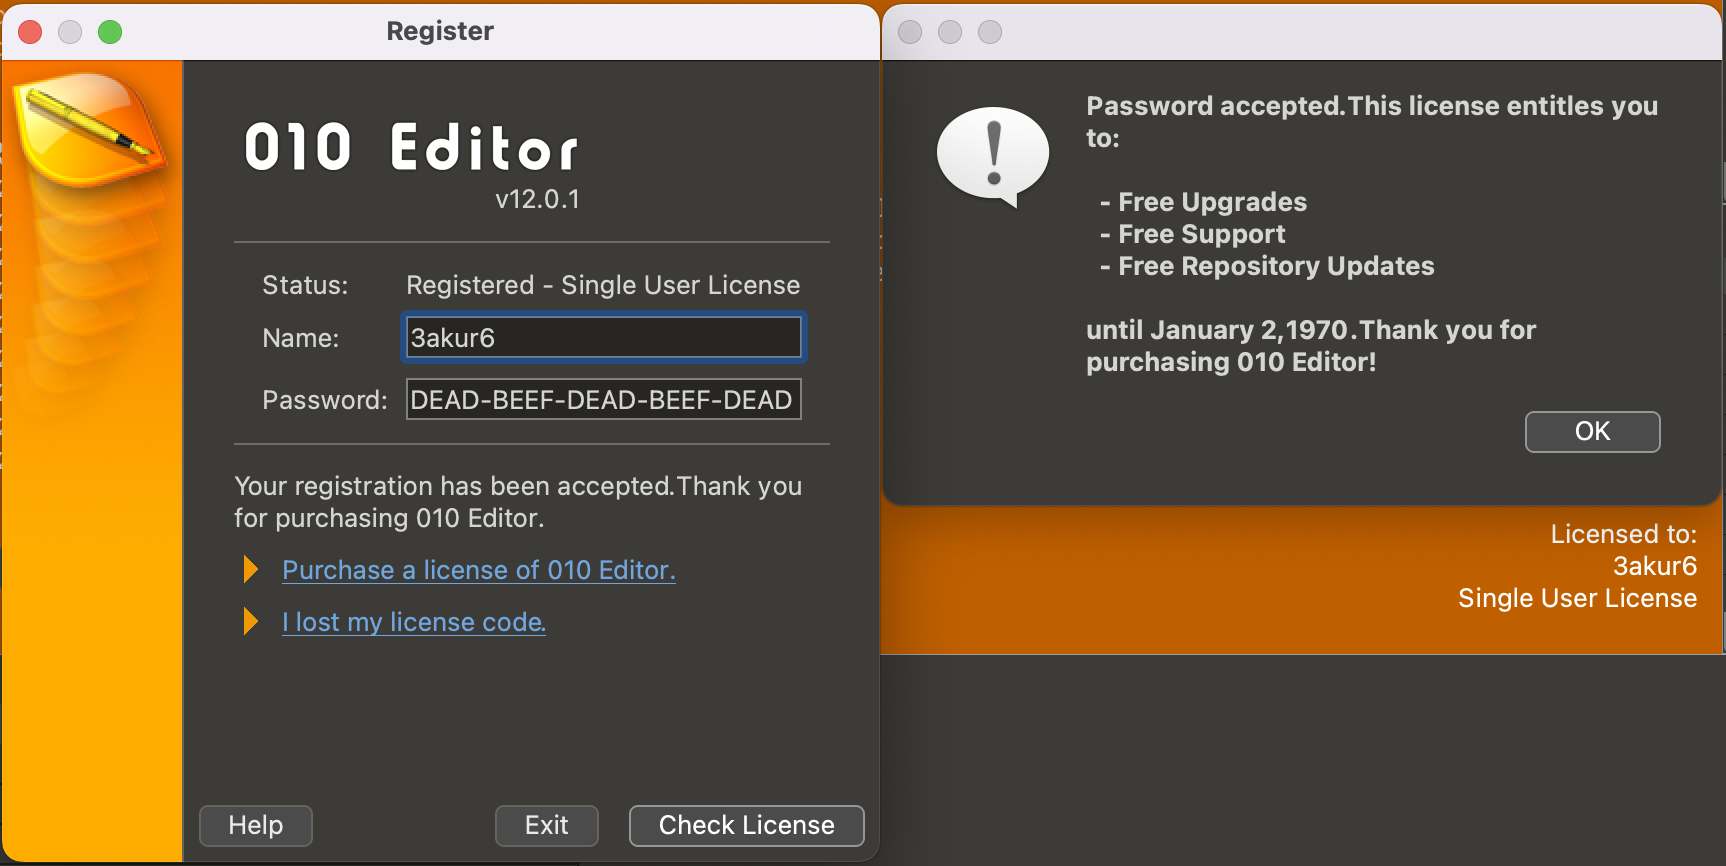 Register
010 Editor
v12.0.1
Status: Registered - Single User License
Name: 3akur6
Password: DEAD-BEEF-DEAD-BEEF-DEAD
Your registration has been accepted.Thank you
for purchasing 010 Editor.
Purchase a license of 010 Editor.
I lost my license code.
Help Exit Check License
Password accepted.This license entitles you
to:
- Free Upgrades
- Free Support
- Free Repository Updates
until January 2,1970.Thank you for
purchasing 010 Editor!
OK
Licensed to:
3akur6
Single User License